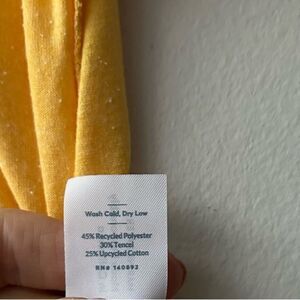 Wash Cold, Dry Low
45% Recycled Polyester
30% Tencel
25% Upcycled Cotton
RN# 140893